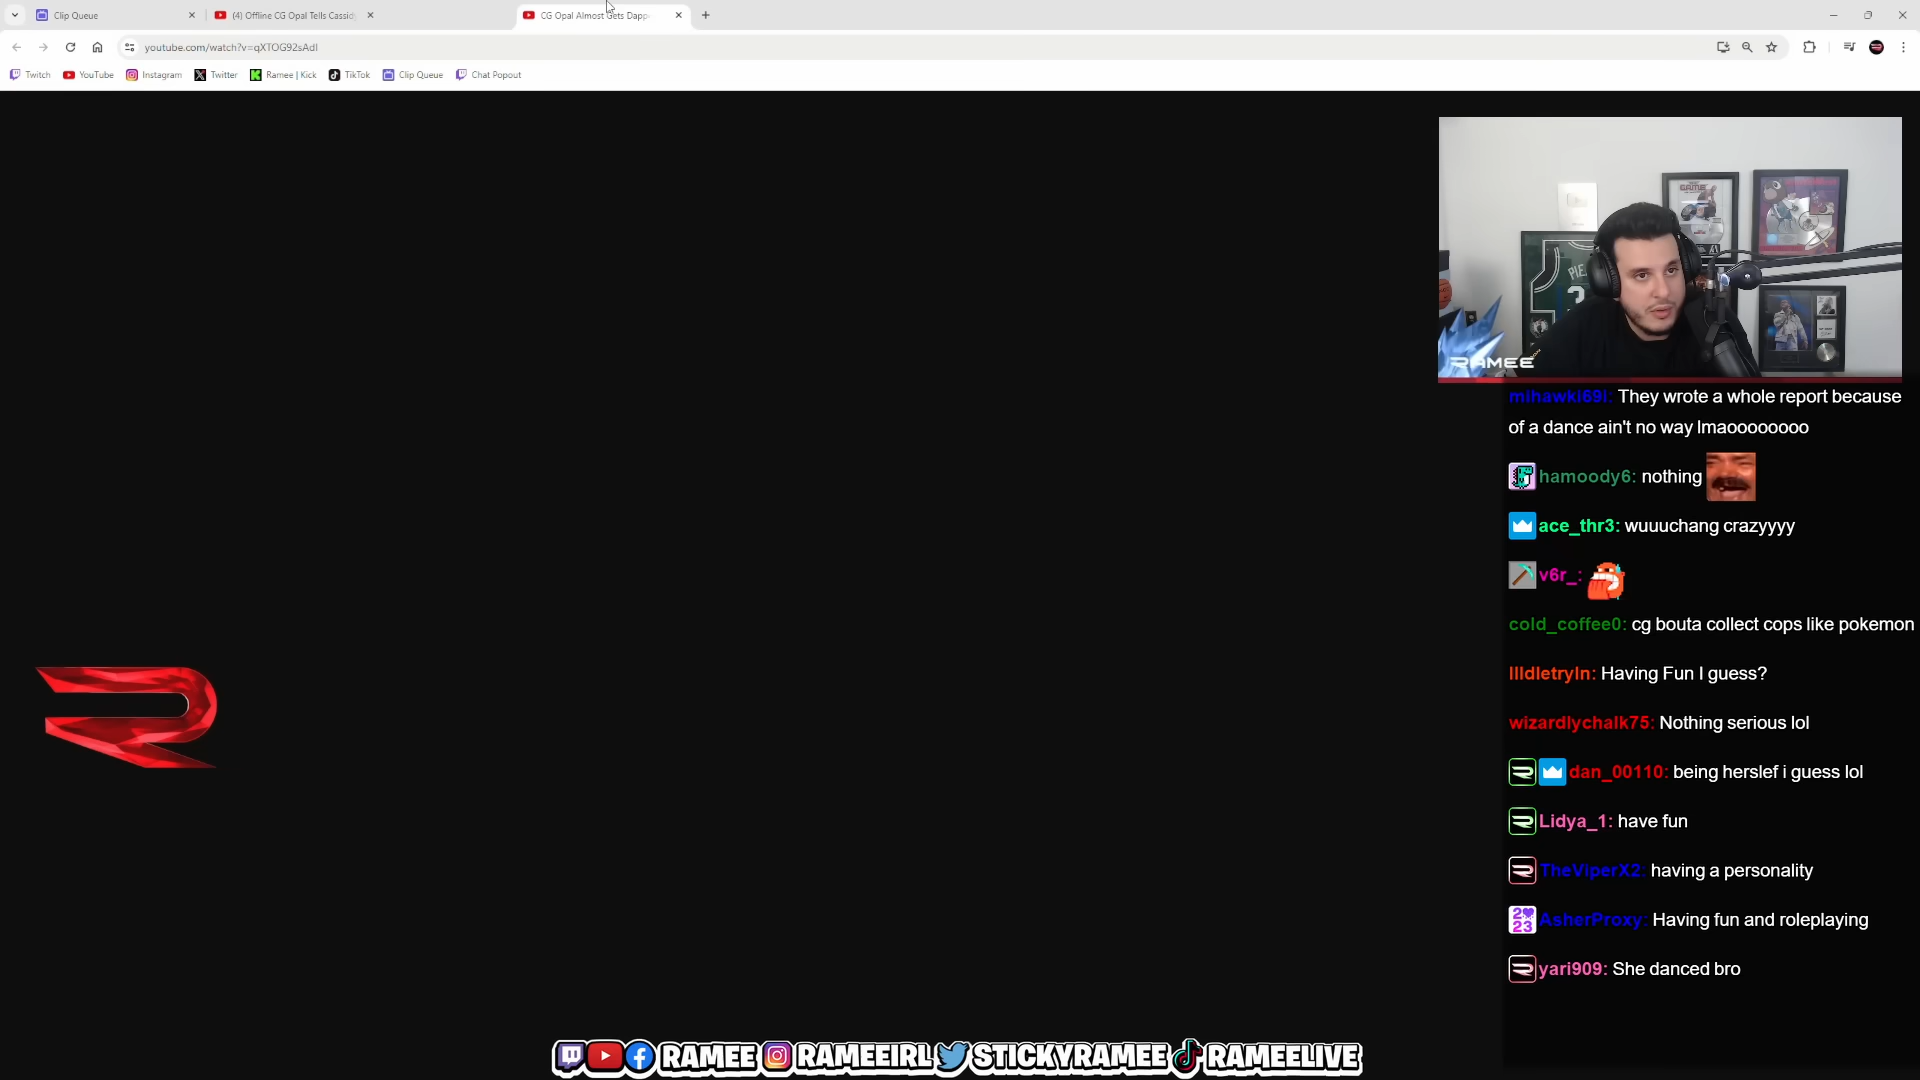 Clip Queue
(4) Offline CG Opal Tells Cassid
CG Opal Almost Gets Dapp
youtube.com/watch?v=qXTOG92sAdI
Twitch
YouTube
Instagram
Twitter
Ramee | Kick
TikTok
Clip Queue
Chat Popout
RAMEE
mihawkl69l: They wrote a whole report because
of a dance ain't no way lmaoooooooo
hamoody6: nothing
ace_thr3: wuuuchang crazyyyy
v6r_:
cold_coffee0: cg bouta collect cops like pokemon
IIIdletryIn: Having Fun I guess?
wizardlychalk75: Nothing serious lol
dan_00110: being herslef i guess lol
Lidya_1: have fun
TheViperX2: having a personality
AsherProxy: Having fun and roleplaying
yari909: She danced bro
RAMEE RAMEEIRL STICKYRAMEE RAMEELIVE